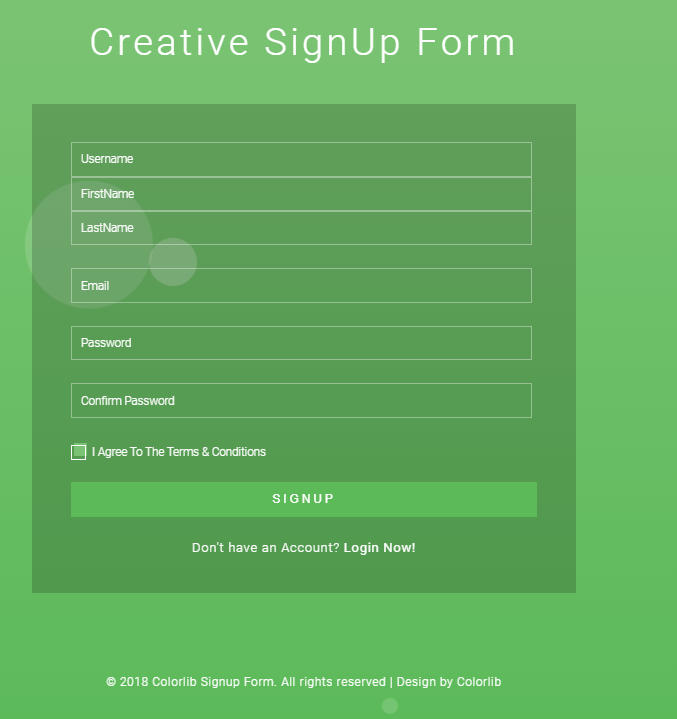 Creative SignUp Form
Username
FirstName
LastName
Email
Password
Confirm Password
I Agree To The Terms & Conditions
SIGNUP
Don't have an Account? Login Now!
© 2018 Colorlib Signup Form. All rights reserved | Design by Colorlib